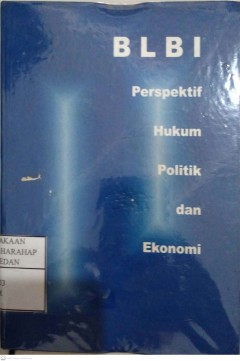 BLBI
Perspektif
Hukum
Politik
dan
Ekonomi
AKAAN
HARAHAP
EDAN